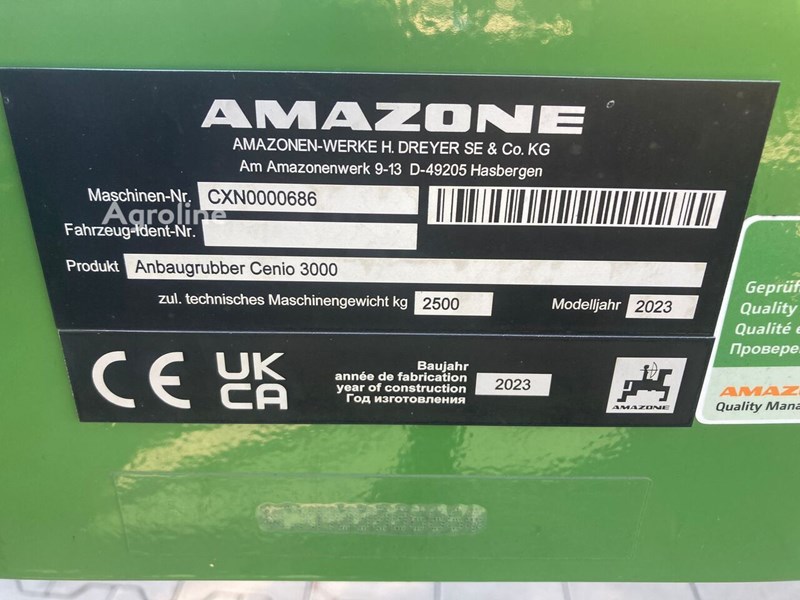 AMAZONE
AMAZONEN-WERKE H. DREYER SE & Co. KG
Am Amazonenwerk 9-13 D-49205 Hasbergen
Maschinen-Nr. CXN0000686
Agroline
Fahrzeug-Ident-Nr.
Produkt Anbaugrubber Cenio 3000
zul. technisches Maschinengewicht kg 2500 Modelljahr 2023
CE UK CA
Baujahr
année de fabrication
year of construction 2023
Год изготовления
AMAZONE
Geprüf
Quality
Qualité e
Провере
AMAZ
Quality Mana